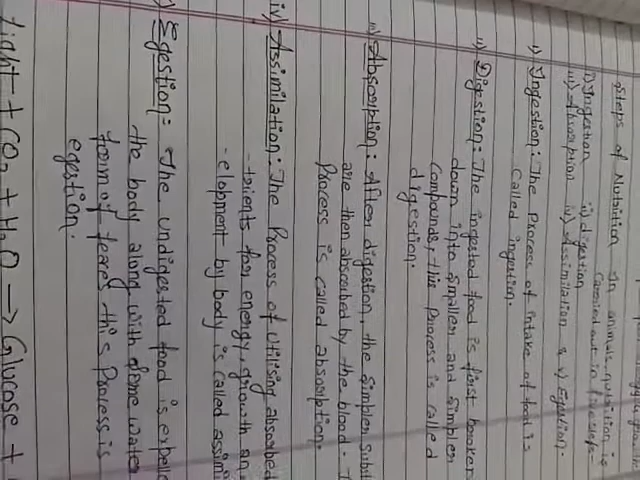 Steps of Nutrition In animals, nutrition is
carried out in five steps-
i) Ingestion ii) digestion
iii) Absorption iv) Assimilation & v) Egestion.
i) Ingestion: The Process of intake of food is
called ingestion.
ii) Digestion: The ingested food is first broken
down into smaller and simpler
compounds, this Process is called
digestion.
iii) Absorption: After digestion, the simpler subst
are then absorbed by the blood.
Process is called absorption.
iv) Assimilation: The Process of utilising absorbed
-trients for energy, growth an
-elopment by body is called assimi
Egestion: The undigested food is expelle
the body along with some water
form of feaces this Process is
egestion.
light + CO2 + H2O → Glucose +